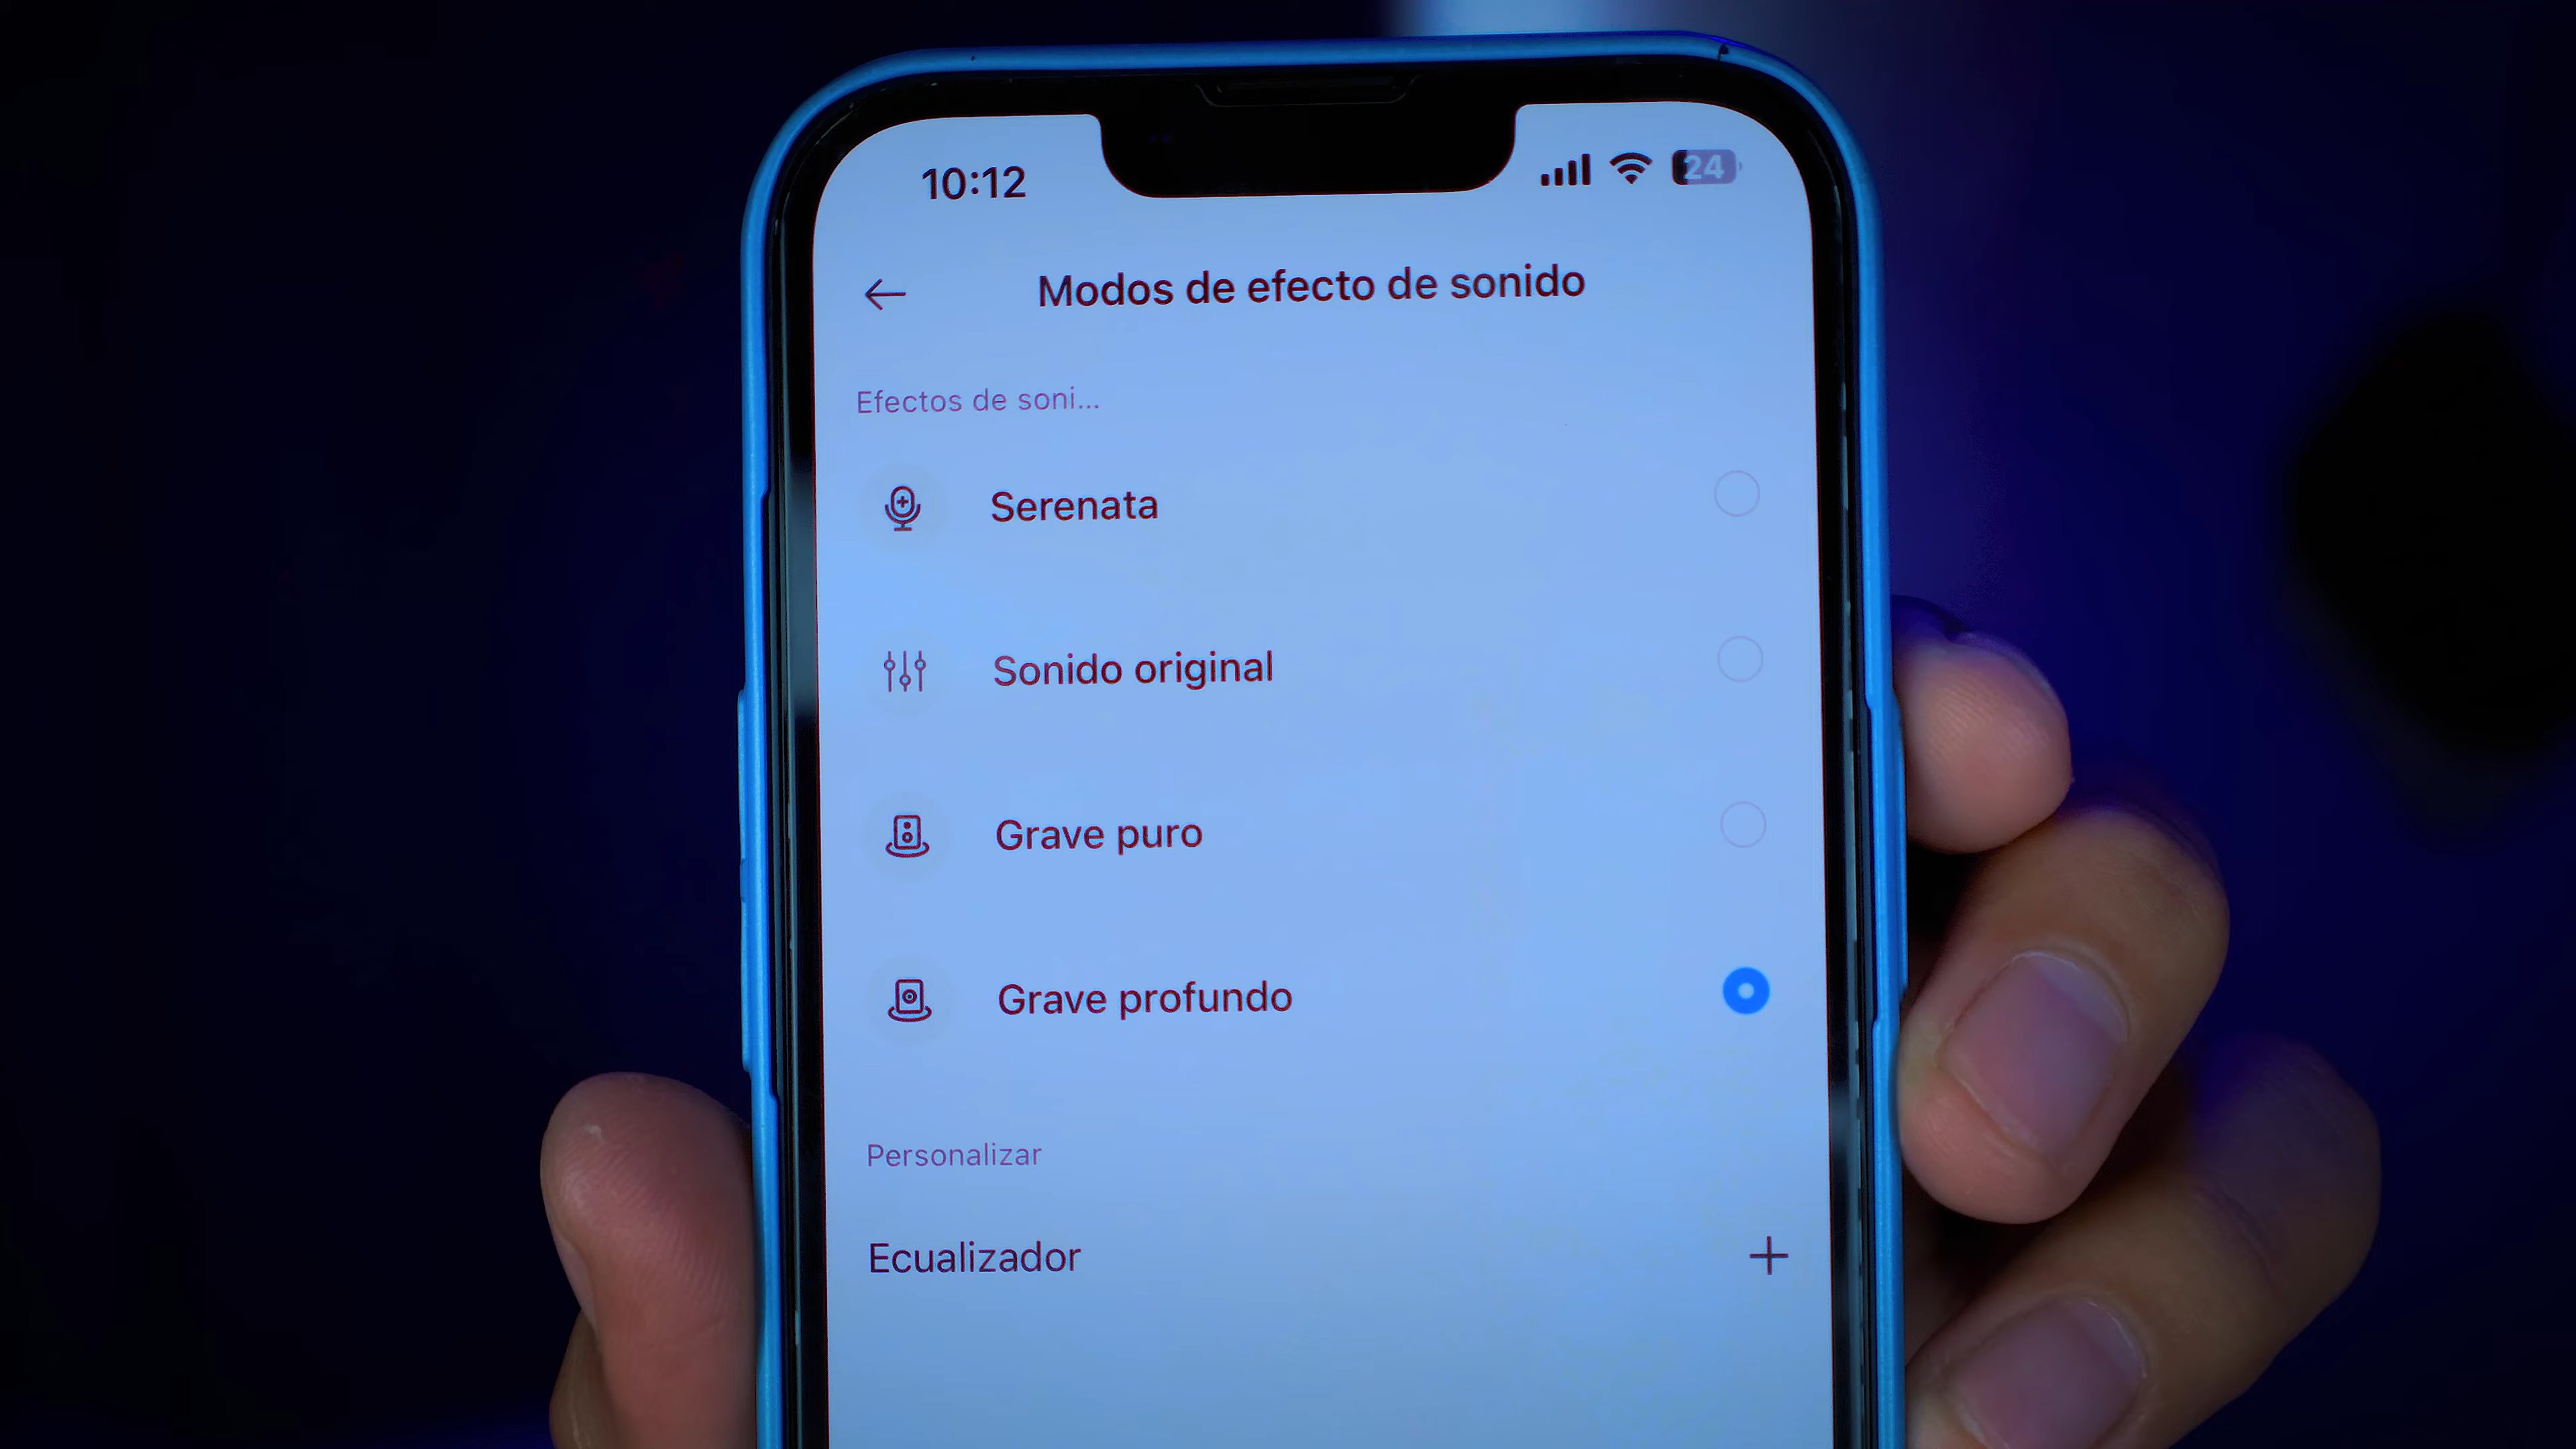 10:12
24
Modos de efecto de sonido
Efectos de soni...
Serenata
Sonido original
Grave puro
Grave profundo
Personalizar
Ecualizador